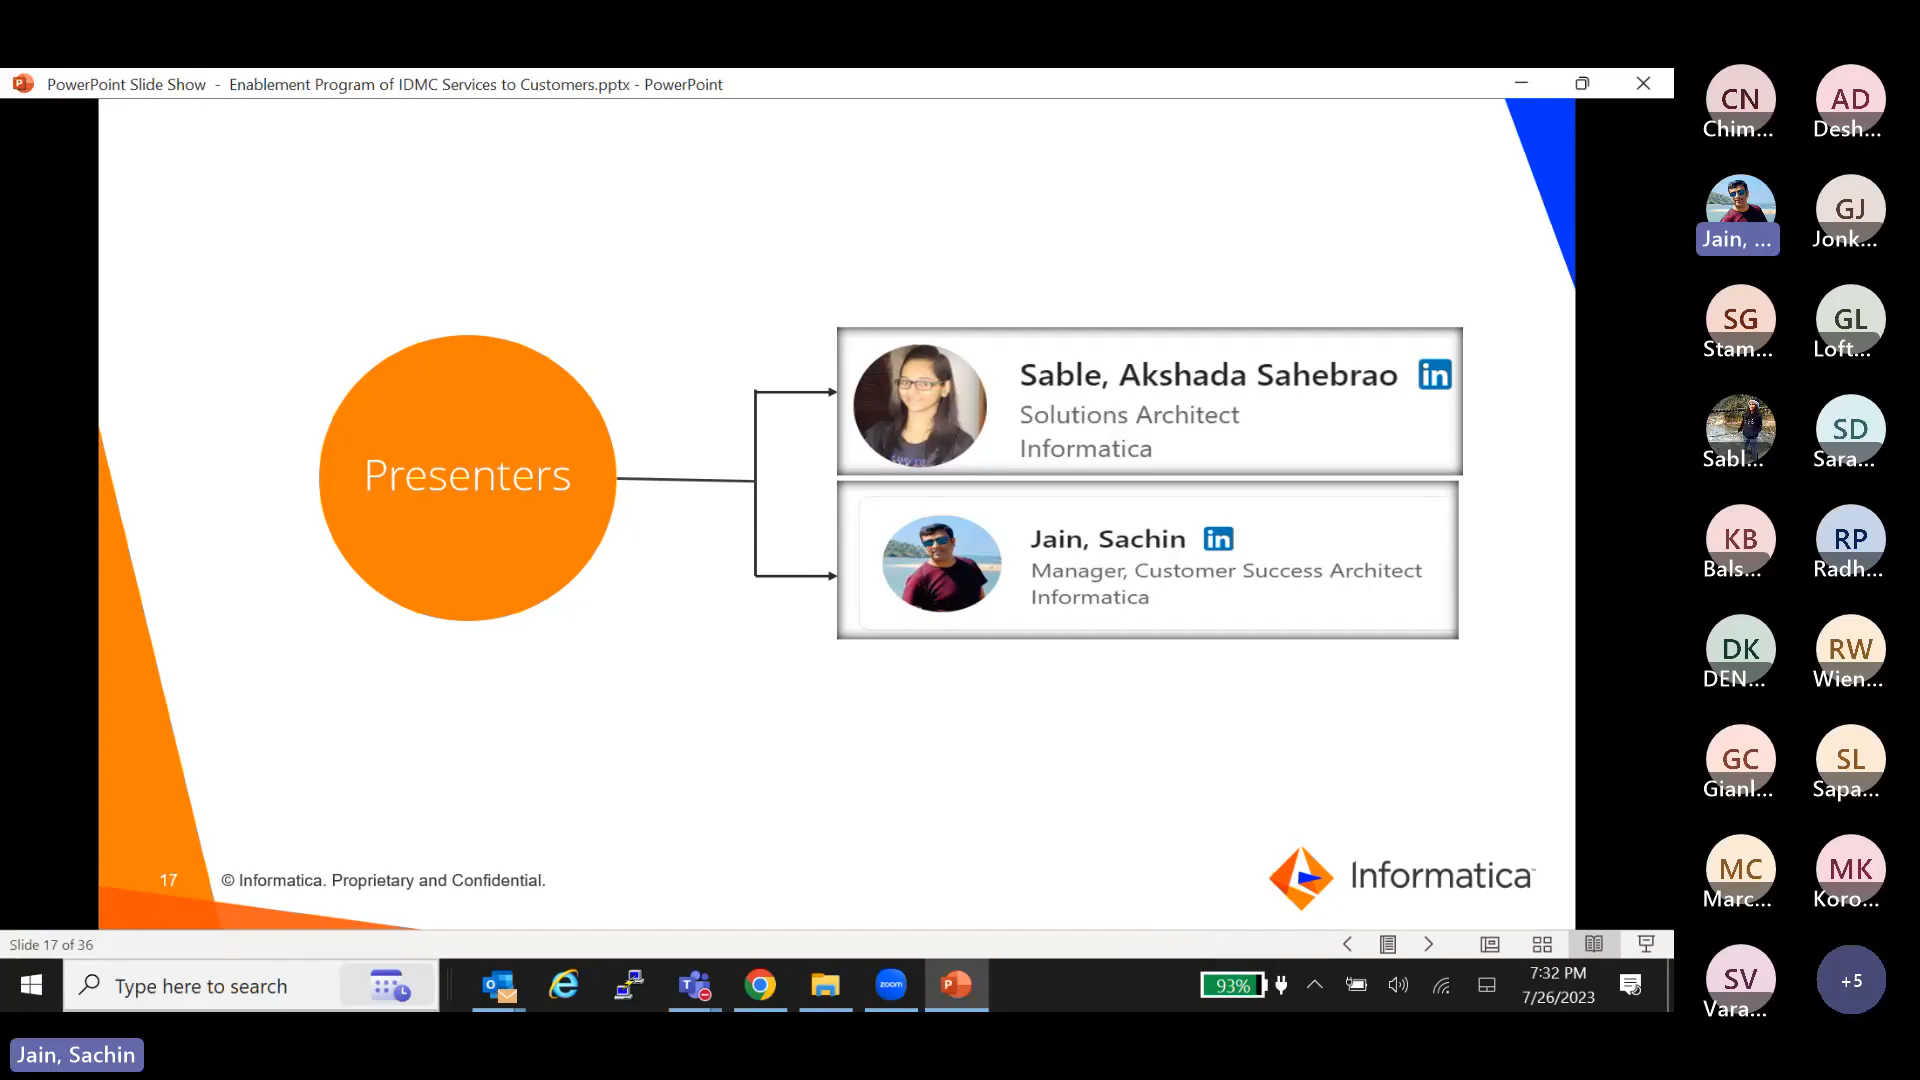 PowerPoint Slide Show - Enablement Program of IDMC Services to Customers.pptx - PowerPoint
Presenters
Sable, Akshada Sahebrao in
Solutions Architect
Informatica
Jain, Sachin in
Manager, Customer Success Architect
Informatica
17 © Informatica. Proprietary and Confidential.
Informatica
Slide 17 of 36
Type here to search
zoom
93%
7:32 PM
7/26/2023
Jain, Sachin
CN AD
Chim... Desh...
GJ
Jain, ... Jonk...
SG GL
Stam... Loft...
SD
Sabl... Sara...
KB RP
Bals... Radh...
DK RW
DEN... Wien...
GC SL
Gianl... Sapa...
MC MK
Marc... Koro...
SV +5
Vara...